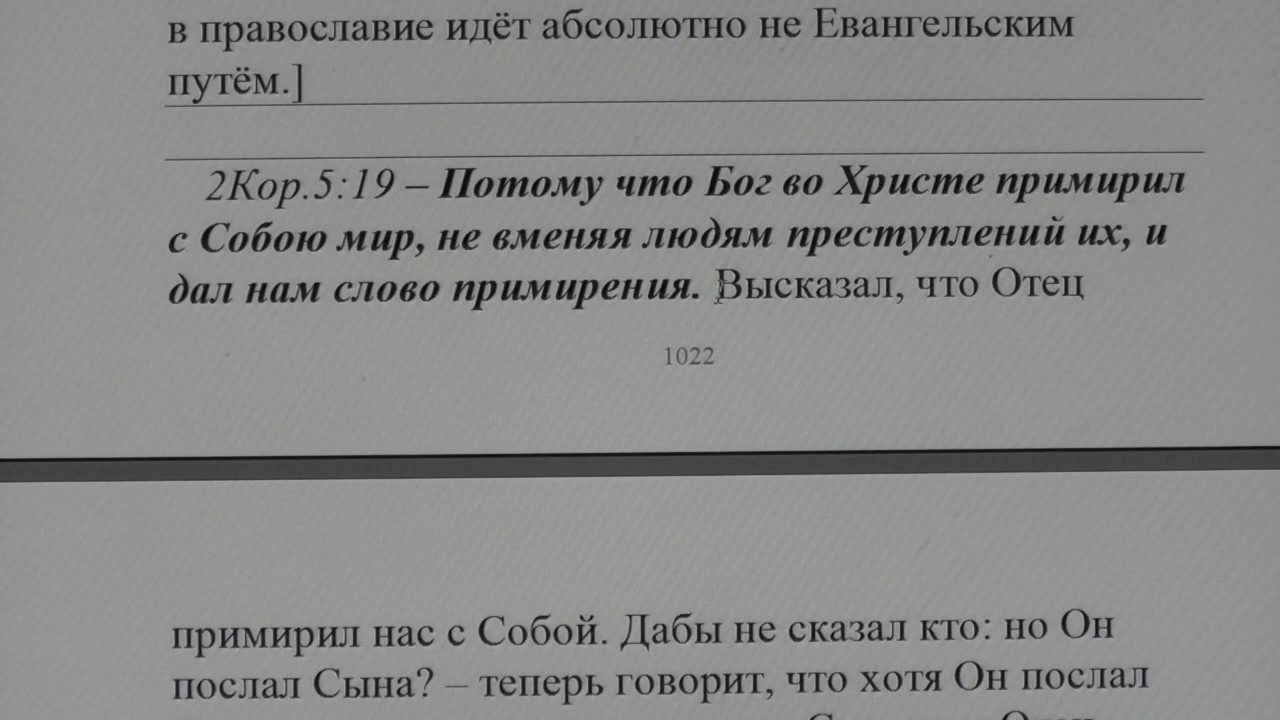 в православие идёт абсолютно не Евангельским
путём.]
2Кор.5:19 – Потому что Бог во Христе примирил
с Собою мир, не вменяя людям преступлений их, и
дал нам слово примирения. Высказал, что Отец
1022
примирил нас с Собой. Дабы не сказал кто: но Он
послал Сына? – теперь говорит, что хотя Он послал